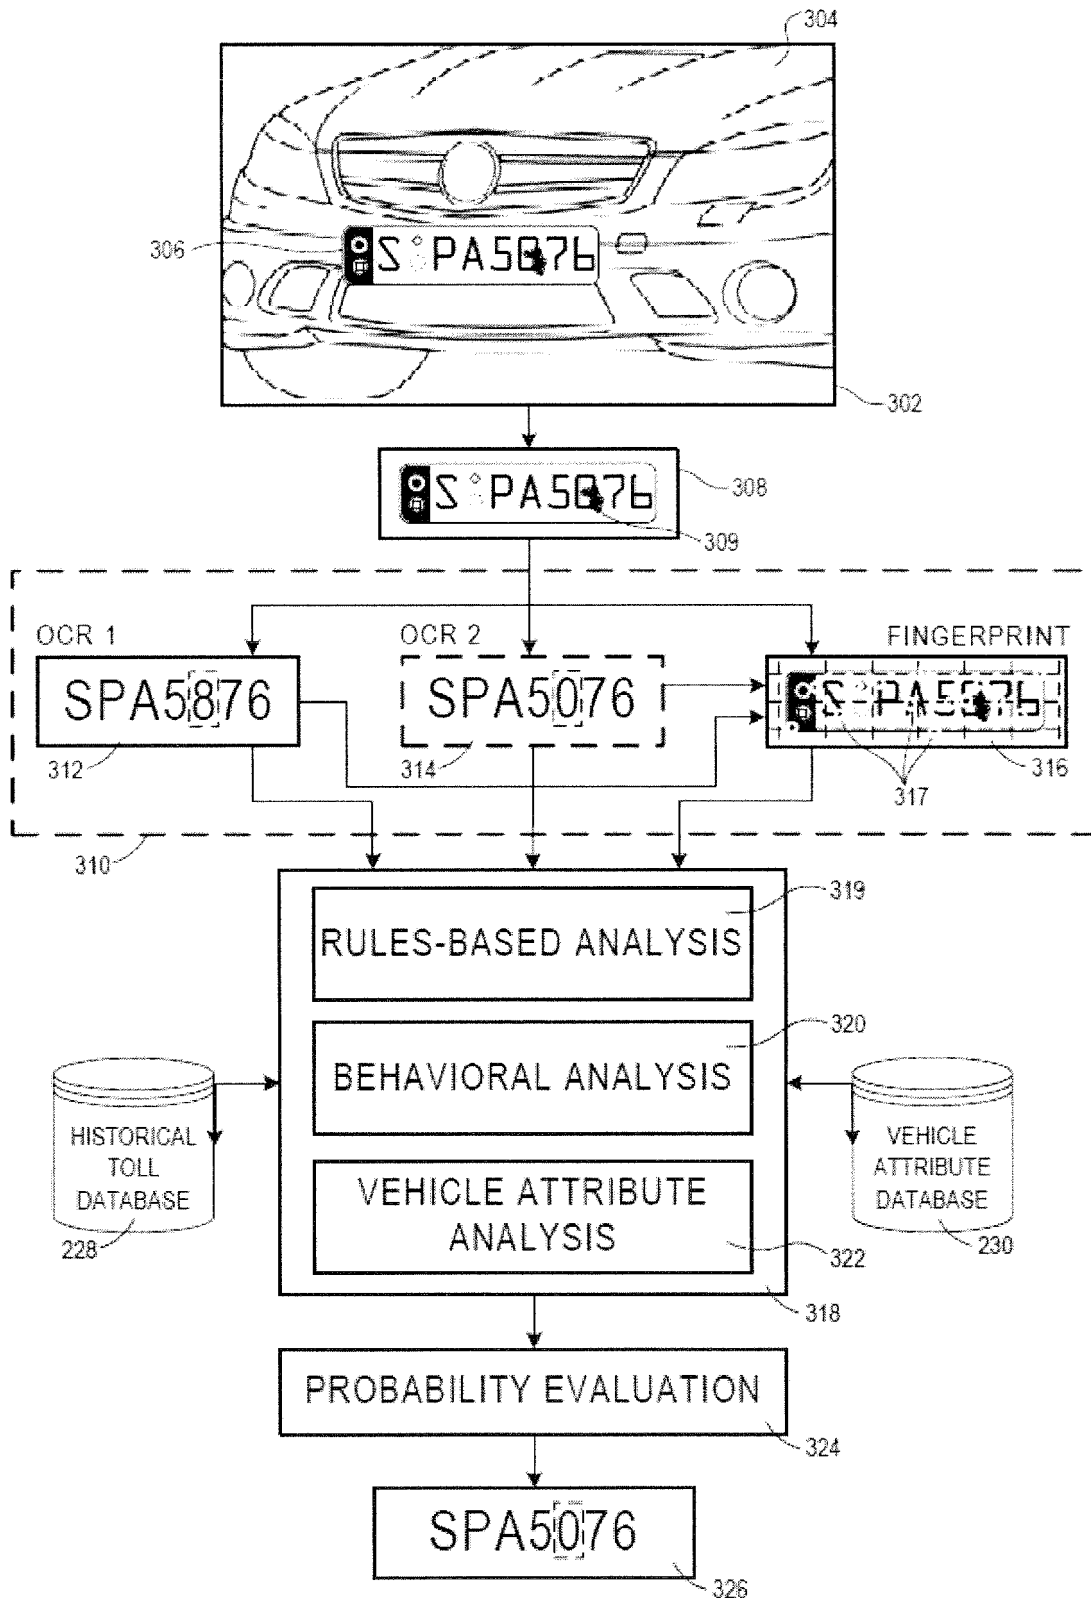 304
306
S PA5076
302
S PA5076
308
309
OCR 1
OCR 2
FINGERPRINT
SPA5876
SPA5076
S PA5076
312
314
317
316
310
319
RULES-BASED ANALYSIS
320
BEHAVIORAL ANALYSIS
HISTORICAL
TOLL
DATABASE
228
VEHICLE
ATTRIBUTE
DATABASE
230
VEHICLE ATTRIBUTE
ANALYSIS
322
318
PROBABILITY EVALUATION
324
SPA5076
326